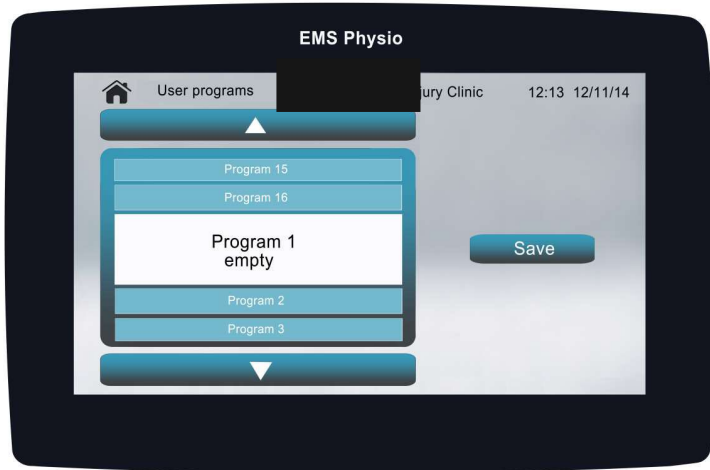 EMS Physio
User programs Clinic 12:13 12/11/14
Program 15
Program 16
Program 1
empty
Save
Program 2
Program 3